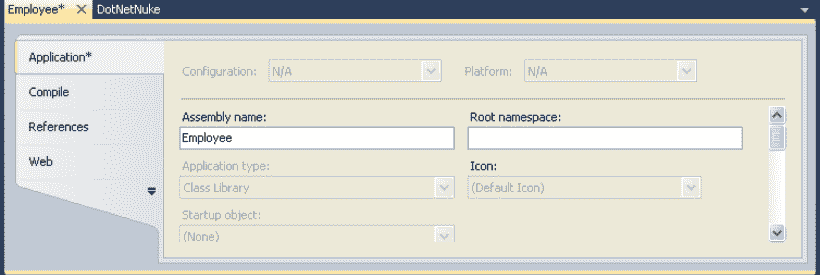 Employee* DotNetNuke
Application*
Compile
References
Web
Configuration: N/A Platform: N/A
Assembly name: Root namespace:
Employee
Application type: Icon:
Class Library (Default Icon)
Startup object:
(None)